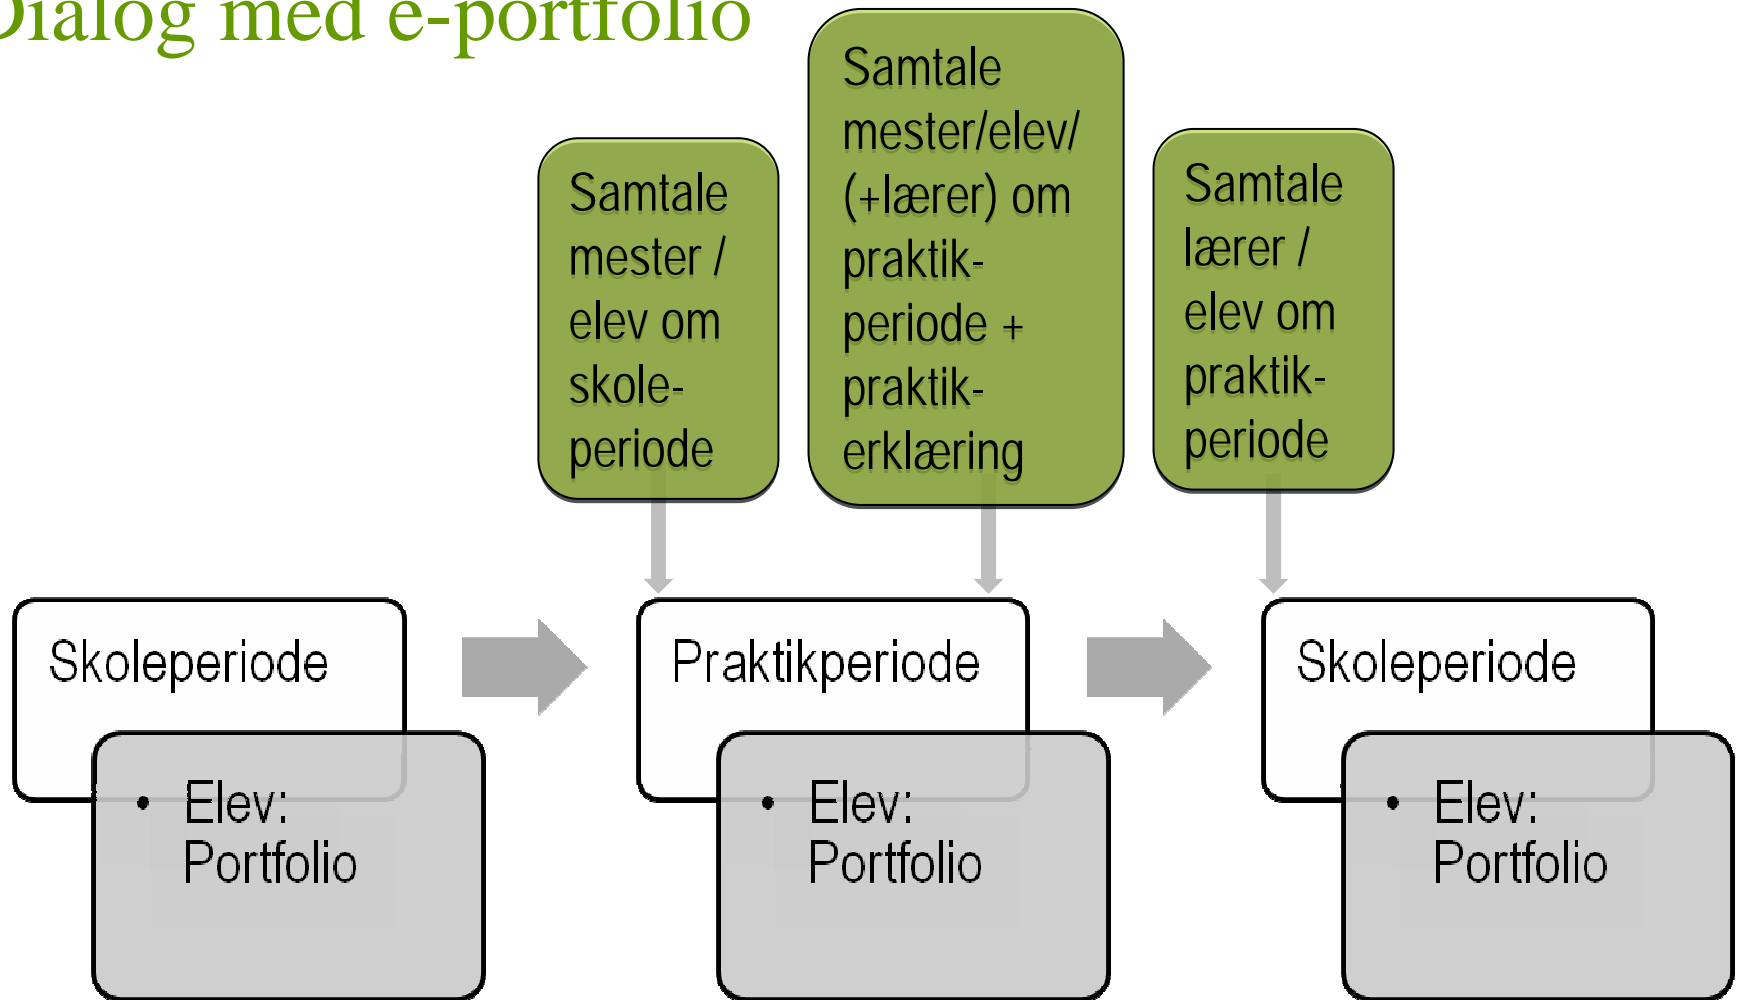 Dialog med e-portfolio
Samtale
mester /
elev om
skole-
periode
Samtale
mester/elev/
(+lærer) om
praktik-
periode +
praktik-
erklæring
Samtale
lærer /
elev om
praktik-
periode
Skoleperiode
• Elev:
Portfolio
Praktikperiode
• Elev:
Portfolio
Skoleperiode
• Elev:
Portfolio